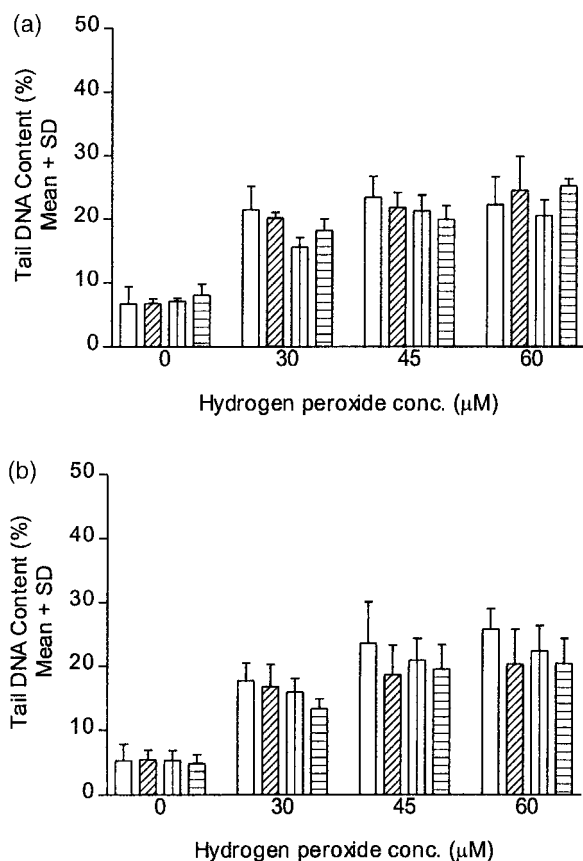 (a)
Tail DNA Content (%)
Mean + SD
50
40
30
20
10
0
0 30 45 60
Hydrogen peroxide conc. (μM)
(b)
Tail DNA Content (%)
Mean + SD
50
40
30
20
10
0
0 30 45 60
Hydrogen peroxide conc. (μM)